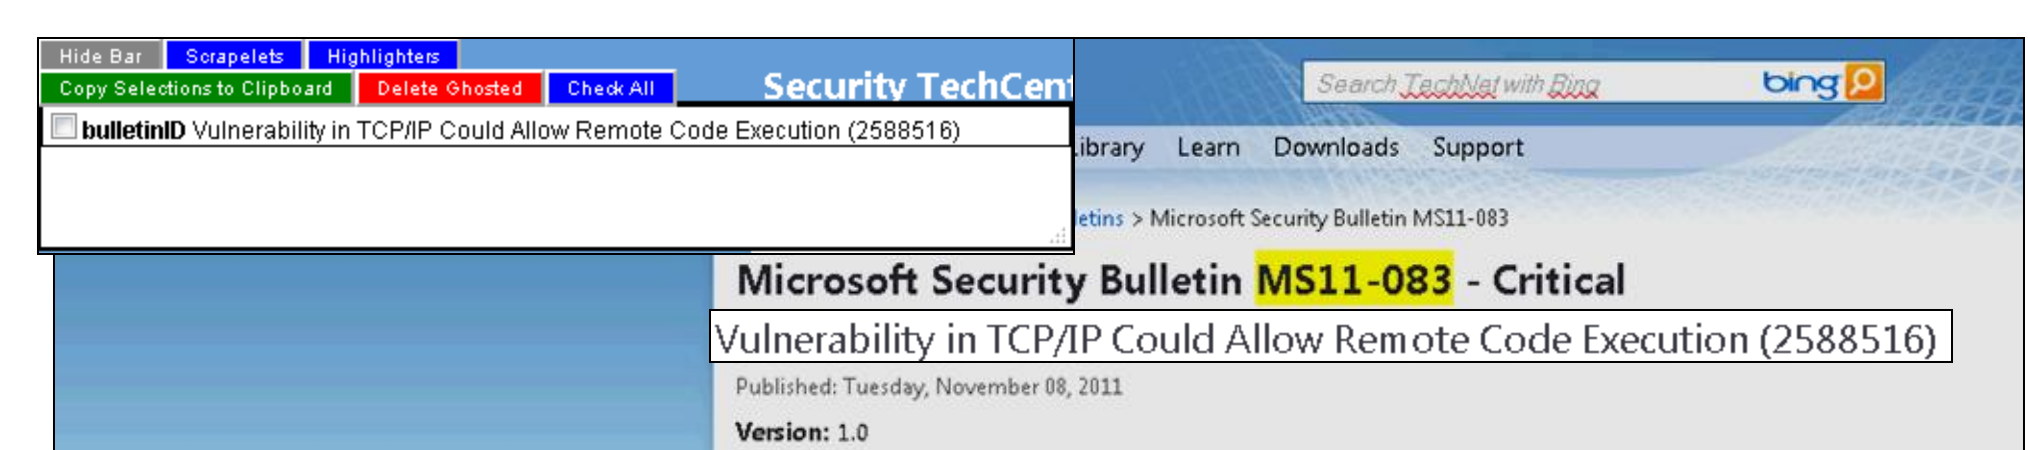 Hide Bar Scrapelets Highlighters
Copy Selections to Clipboard Delete Ghosted Check All
bulletinID Vulnerability in TCP/IP Could Allow Remote Code Execution (2588516)
Security TechCent
Search TechNet with Bing bing
ibrary Learn Downloads Support
letins > Microsoft Security Bulletin MS11-083
Microsoft Security Bulletin MS11-083 - Critical
Vulnerability in TCP/IP Could Allow Remote Code Execution (2588516)
Published: Tuesday, November 08, 2011
Version: 1.0